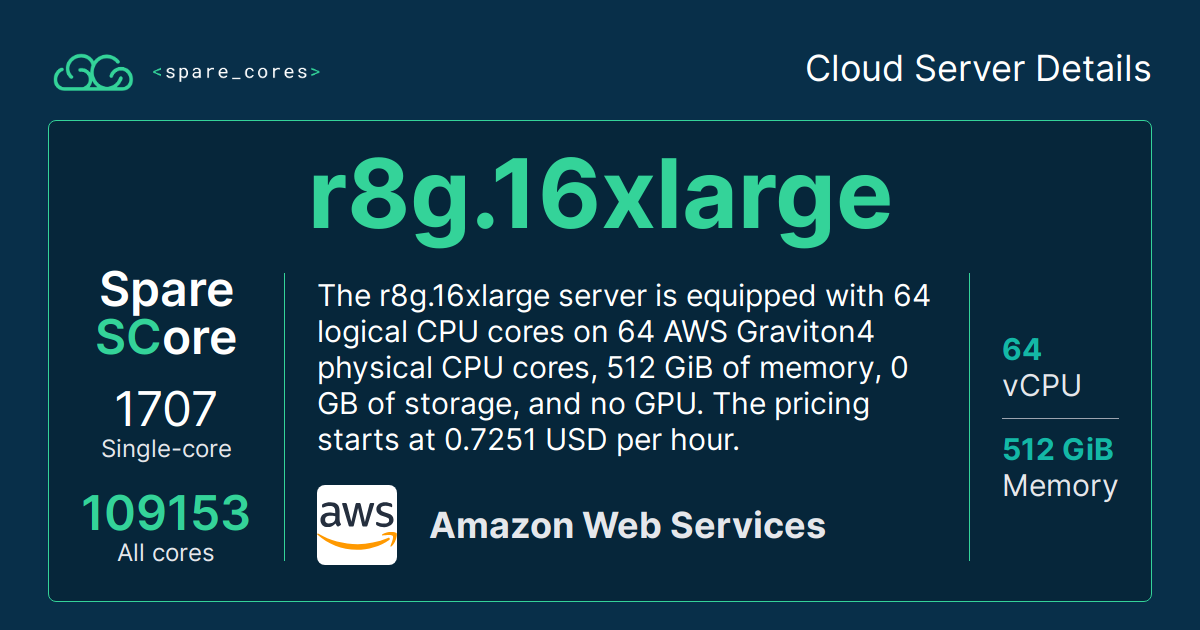 <spare_cores>
Cloud Server Details
r8g.16xlarge
Spare
SCore
1707
Single-core
109153
All cores
The r8g.16xlarge server is equipped with 64
logical CPU cores on 64 AWS Graviton4
physical CPU cores, 512 GiB of memory, 0
GB of storage, and no GPU. The pricing
starts at 0.7251 USD per hour.
aws
Amazon Web Services
64
vCPU
512 GiB
Memory